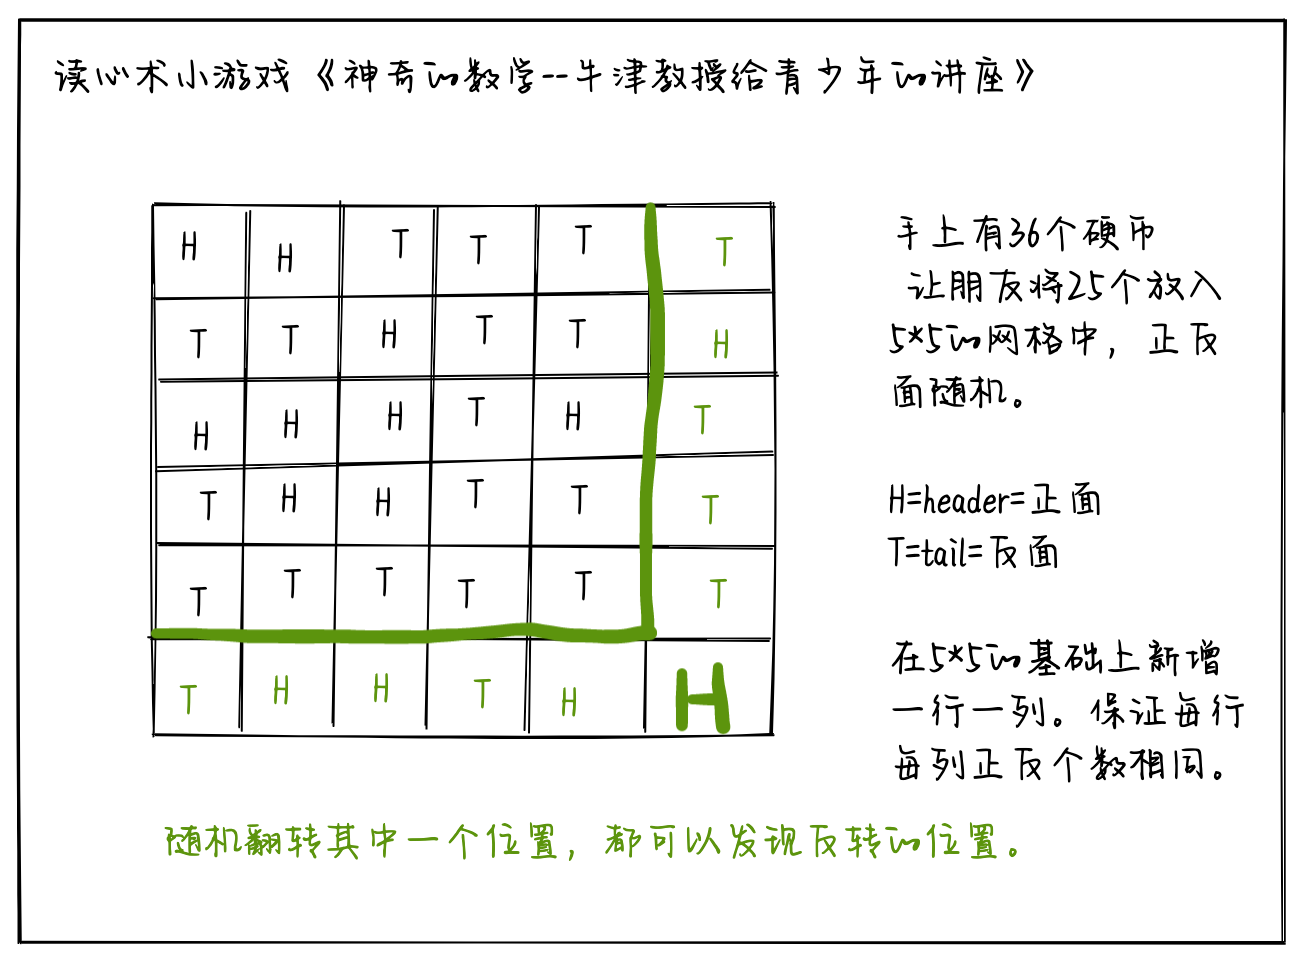 读心术小游戏《神奇的数学--牛津教授给青少年的讲座》
H H T T T T
T T H T T H
H H H T H T
T H H T T T
T T T T T T
T H H T H H
手上有36个硬币
让朋友将25个放入
5*5的网格中，正反
面随机。
H=header=正面
T=tail=反面
在5*5的基础上新增
一行一列。保证每行
每列正反个数相同。
随机翻转其中一个位置，都可以发现反转的位置。